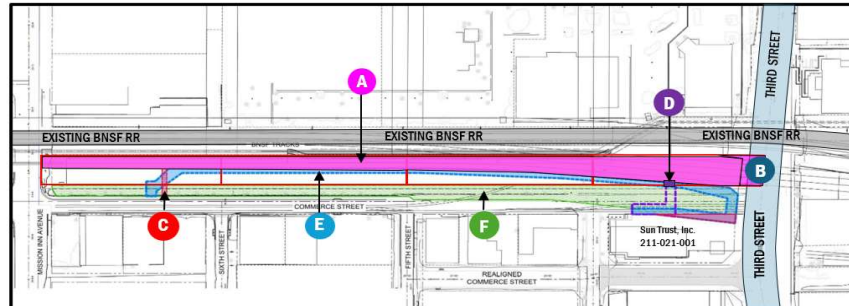 THIRD STREET
A
D
EXISTING BNSF RR
EXISTING BNSF RR
EXISTING BNSF RR
BNSF TRACKS
B
C
E
F
COMMERCE STREET
MISSION INN AVENUE
SIXTH STREET
FIFTH STREET
Sun Trust, Inc.
211-021-001
THIRD STREET
REALIGNED
COMMERCE STREET